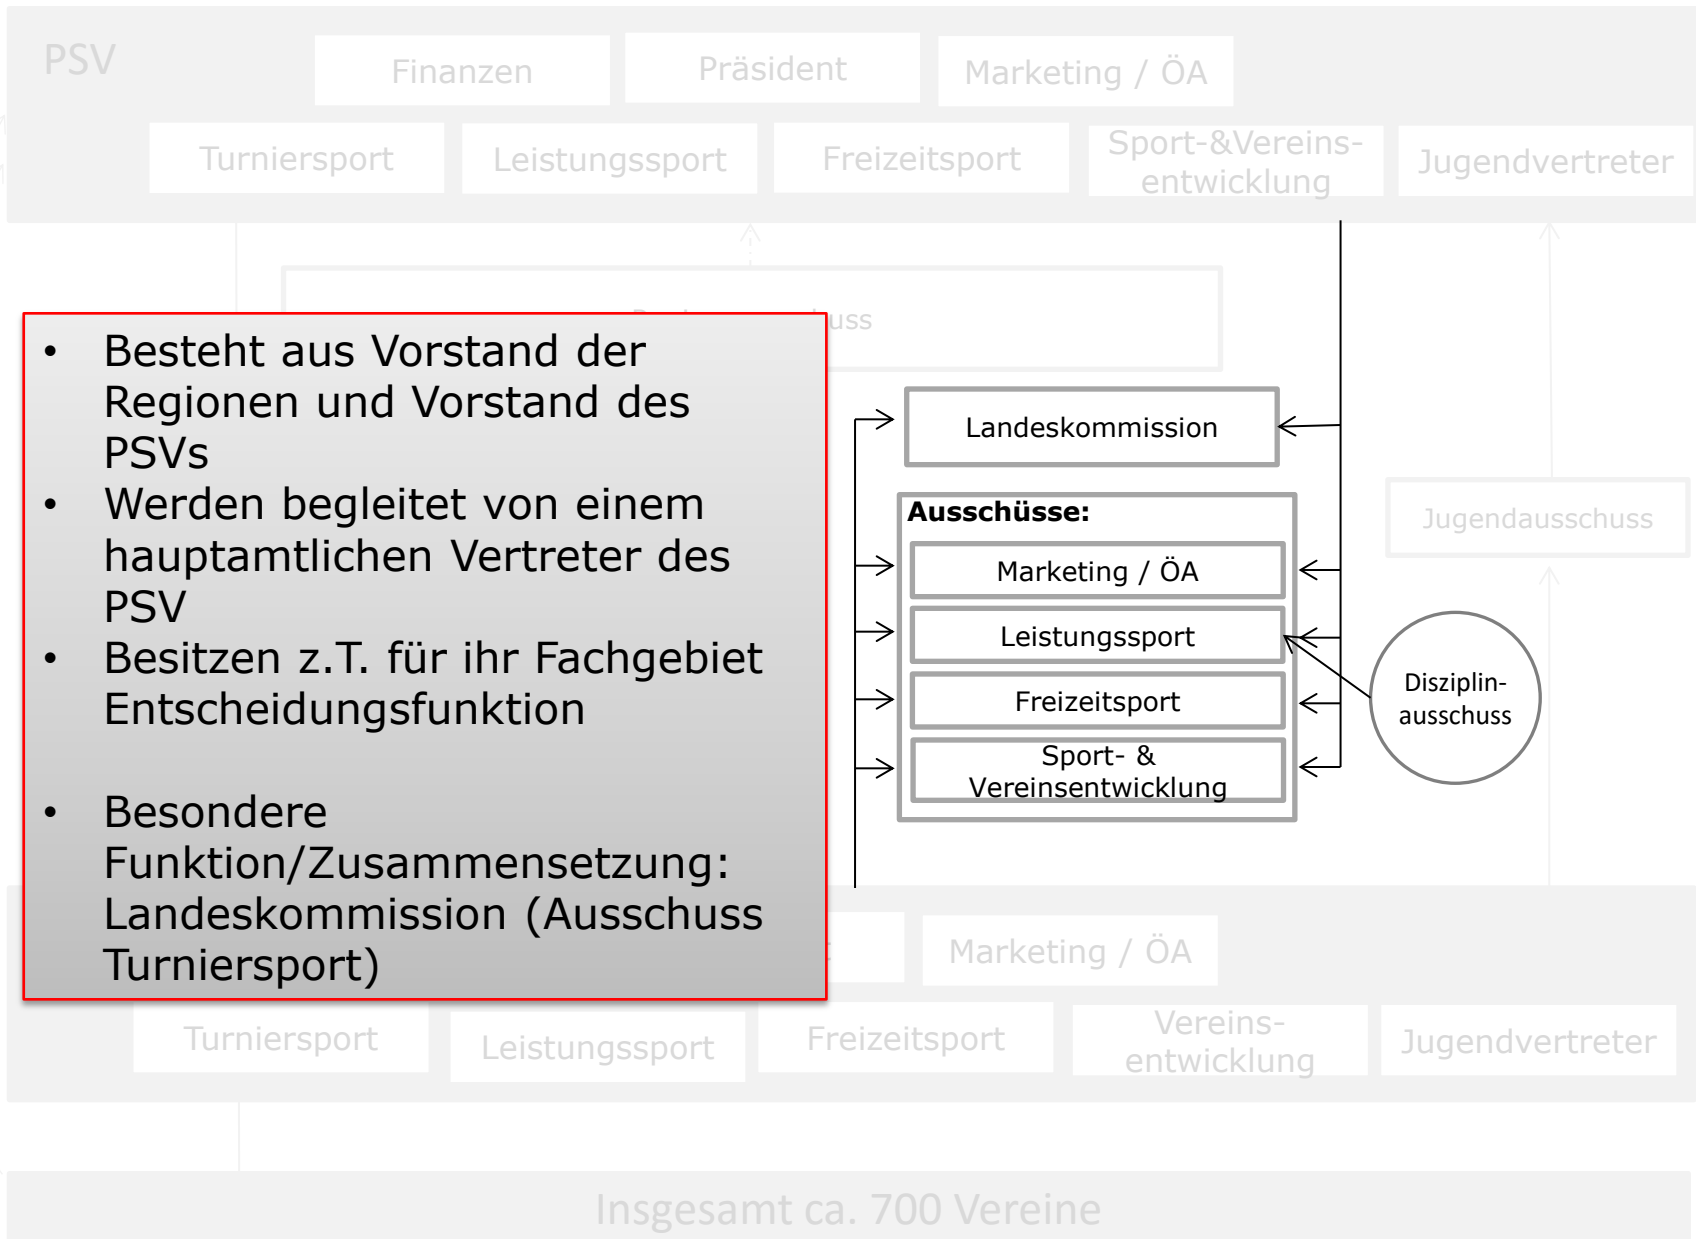 PSV
Finanzen
Präsident
Marketing / ÖA
Turniersport
Leistungssport
Freizeitsport
Sport-&Vereins-
entwicklung
Jugendvertreter
• Besteht aus Vorstand der
Regionen und Vorstand des
PSVs
• Werden begleitet von einem
hauptamtlichen Vertreter des
PSV
• Besitzen z.T. für ihr Fachgebiet
Entscheidungsfunktion
• Besondere
Funktion/Zusammensetzung:
Landeskommission (Ausschuss
Turniersport)
Landeskommission
Ausschüsse:
Marketing / ÖA
Leistungssport
Freizeitsport
Sport- &
Vereinsentwicklung
Jugendausschuss
Disziplin-
ausschuss
Marketing / ÖA
Turniersport
Leistungssport
Freizeitsport
Vereins-
entwicklung
Jugendvertreter
Insgesamt ca. 700 Vereine